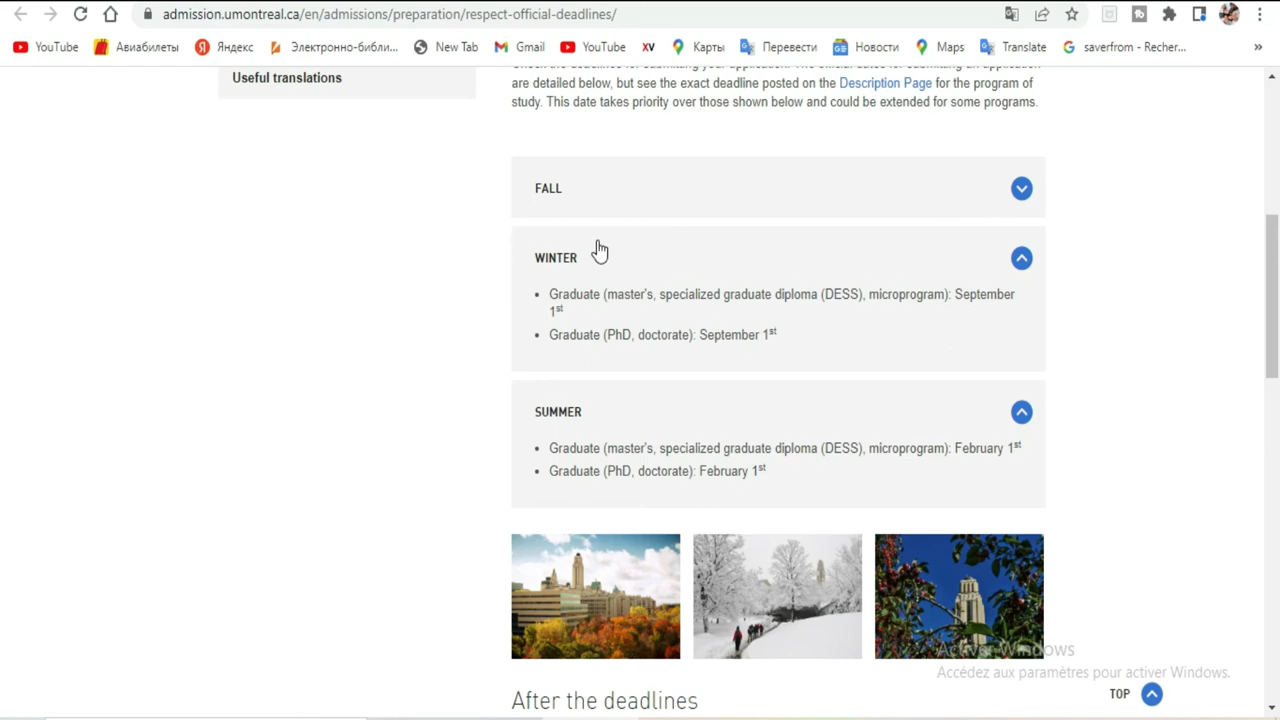 admission.umontreal.ca/en/admissions/preparation/respect-official-deadlines/
YouTube Авиабилеты Яндекс Электронно-библи... New Tab Gmail YouTube XV Карты Перевести Новости Maps Translate saverfrom - Recher... »
Useful translations
are detailed below, but see the exact deadline posted on the Description Page for the program of
study. This date takes priority over those shown below and could be extended for some programs.
FALL
WINTER
• Graduate (master's, specialized graduate diploma (DESS), microprogram): September
1st
• Graduate (PhD, doctorate): September 1st
SUMMER
• Graduate (master's, specialized graduate diploma (DESS), microprogram): February 1st
• Graduate (PhD, doctorate): February 1st
Activer Windows
Accédez aux paramètres pour activer Windows.
TOP
After the deadlines